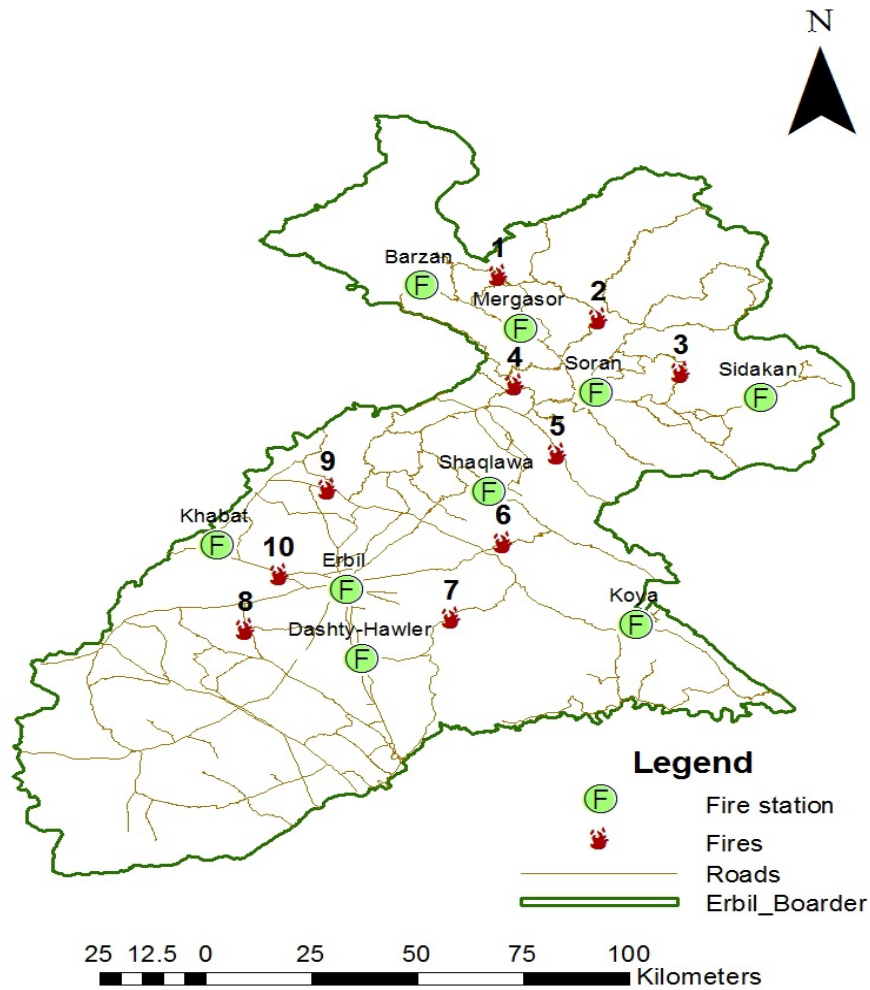 N
1
Barzan
F
2
Mergasor
F
3
4
Soran
F
Sidakan
F
5
Shaqlawa
F
9
6
Khabat
F
10
Erbil
F
7
Koya
F
8
Dashty-Hawler
F
Legend
F Fire station
Fires
Roads
Erbil_Boarder
25 12.5 0 25 50 75 100
Kilometers